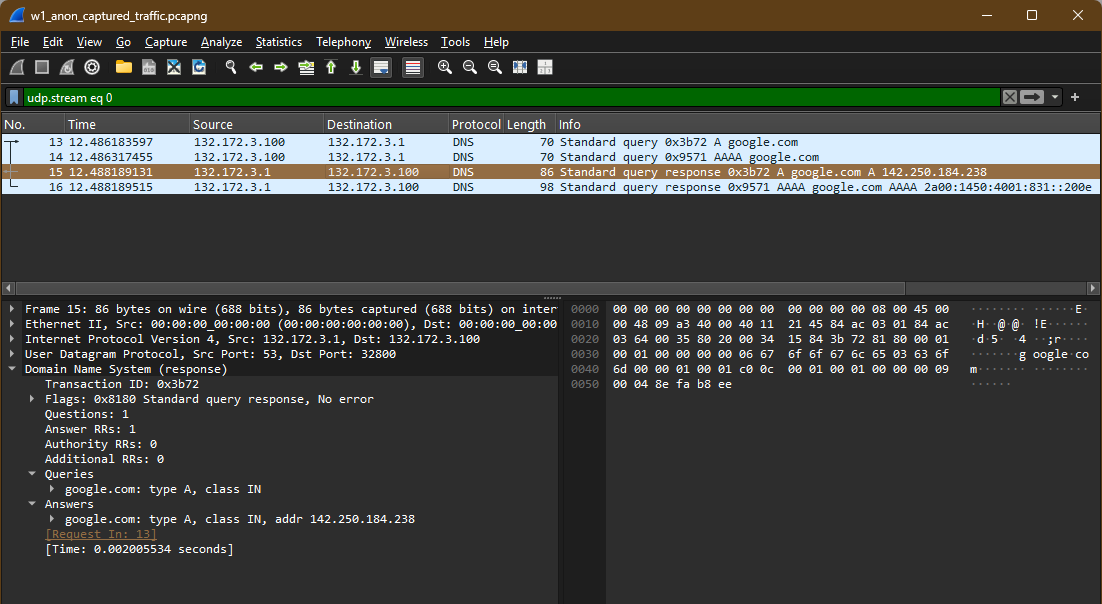 w1_anon_captured_traffic.pcapng
File Edit View Go Capture Analyze Statistics Telephony Wireless Tools Help
udp.stream eq 0
No. Time Source Destination Protocol Length Info
13 12.486183597 132.172.3.100 132.172.3.1 DNS 70 Standard query 0x3b72 A google.com
14 12.486317455 132.172.3.100 132.172.3.1 DNS 70 Standard query 0x9571 AAAA google.com
15 12.488189131 132.172.3.1 132.172.3.100 DNS 86 Standard query response 0x3b72 A google.com A 142.250.184.238
16 12.488189515 132.172.3.1 132.172.3.100 DNS 98 Standard query response 0x9571 AAAA google.com AAAA 2a00:1450:4001:831::200e
Frame 15: 86 bytes on wire (688 bits), 86 bytes captured (688 bits) on inter
Ethernet II, Src: 00:00:00_00:00:00 (00:00:00:00:00:00), Dst: 00:00:00_00:00
Internet Protocol Version 4, Src: 132.172.3.1, Dst: 132.172.3.100
User Datagram Protocol, Src Port: 53, Dst Port: 32800
Domain Name System (response)
Transaction ID: 0x3b72
Flags: 0x8180 Standard query response, No error
Questions: 1
Answer RRs: 1
Authority RRs: 0
Additional RRs: 0
Queries
google.com: type A, class IN
Answers
google.com: type A, class IN, addr 142.250.184.238
[Request In: 13]
[Time: 0.002005534 seconds]
0000 00 00 00 00 00 00 00 00 00 00 00 00 08 00 45 00 ········ ······E·
0010 00 48 09 a3 40 00 40 11 21 45 84 ac 03 01 84 ac ·H··@·@· !E······
0020 03 64 00 35 80 20 00 34 15 84 3b 72 81 80 00 01 ·d·5· ·4 ··;r····
0030 00 01 00 00 00 00 06 67 6f 6f 67 6c 65 03 63 6f ·······g oogle·co
0040 6d 00 00 01 00 01 c0 0c 00 01 00 01 00 00 00 09 m······· ········
0050 00 04 8e fa b8 ee ······